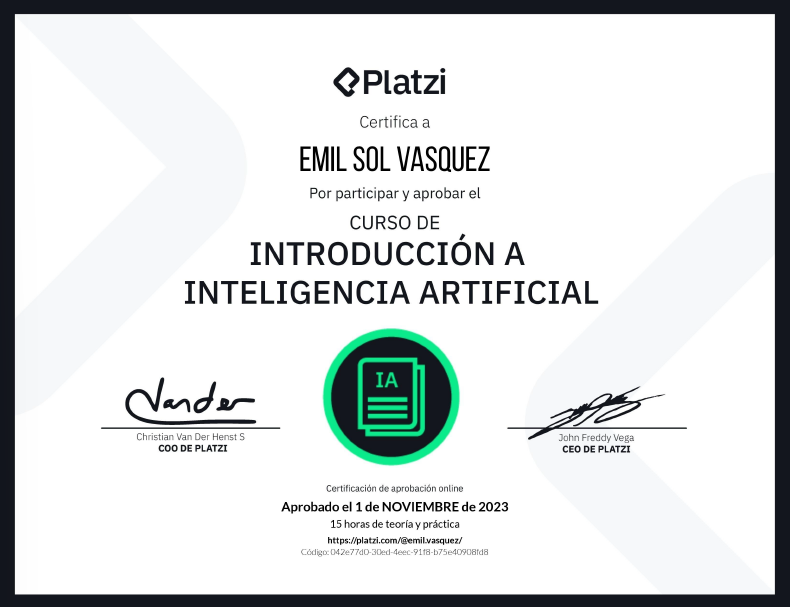 Platzi
Certifica a
EMIL SOL VASQUEZ
Por participar y aprobar el
CURSO DE
INTRODUCCIÓN A
INTELIGENCIA ARTIFICIAL
IA
Vander
Christian Van Der Henst S
COO DE PLATZI
John Freddy Vega
CEO DE PLATZI
Certificación de aprobación online
Aprobado el 1 de NOVIEMBRE de 2023
15 horas de teoría y práctica
https://platzi.com/@emil.vasquez/
Código: 042e77d0-30ed-4eec-91f8-b75e40908fd8